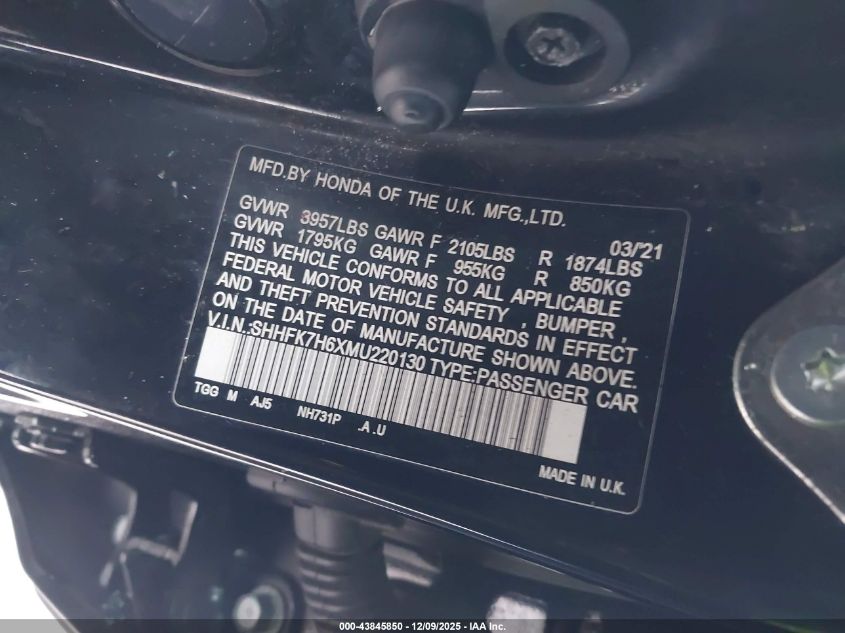 MFD.BY HONDA OF THE U.K. MFG.,LTD.
03/'21
GVWR 3957LBS GAWR F 2105LBS R 1874LBS
GVWR 1795KG GAWR F 955KG R 850KG
THIS VEHICLE CONFORMS TO ALL APPLICABLE
FEDERAL MOTOR VEHICLE SAFETY , BUMPER ,
AND THEFT PREVENTION STANDARDS IN EFFECT
ON THE DATE OF MANUFACTURE SHOWN ABOVE.
V.I.N.:SHHFK7H6XMU220130 TYPE:PASSENGER CAR
TGG M AJ5 NH731P .A .U
MADE IN U.K.
000-43845850 - 12/09/2025 - IAA Inc.